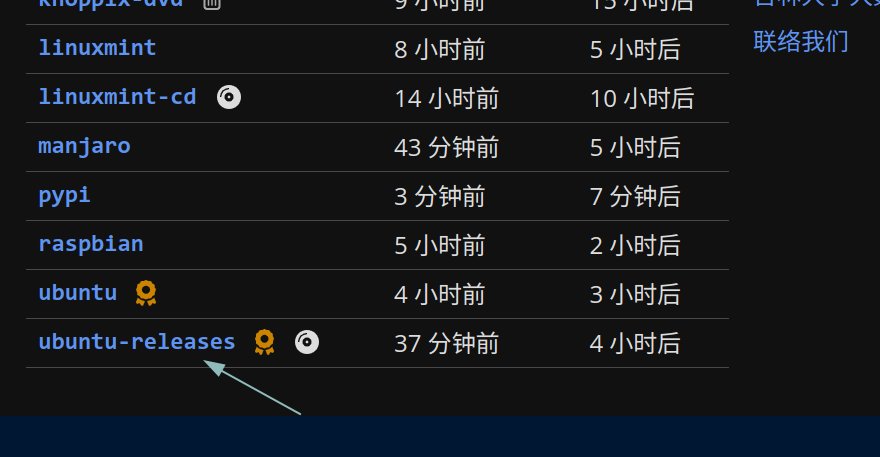 knoppix-dvd 9 小时前 15 小时后
linuxmint 8 小时前 5 小时后
联络我们
linuxmint-cd 14 小时前 10 小时后
manjaro 43 分钟前 5 小时后
pypi 3 分钟前 7 分钟后
raspbian 5 小时前 2 小时后
ubuntu 4 小时前 3 小时后
ubuntu-releases 37 分钟前 4 小时后